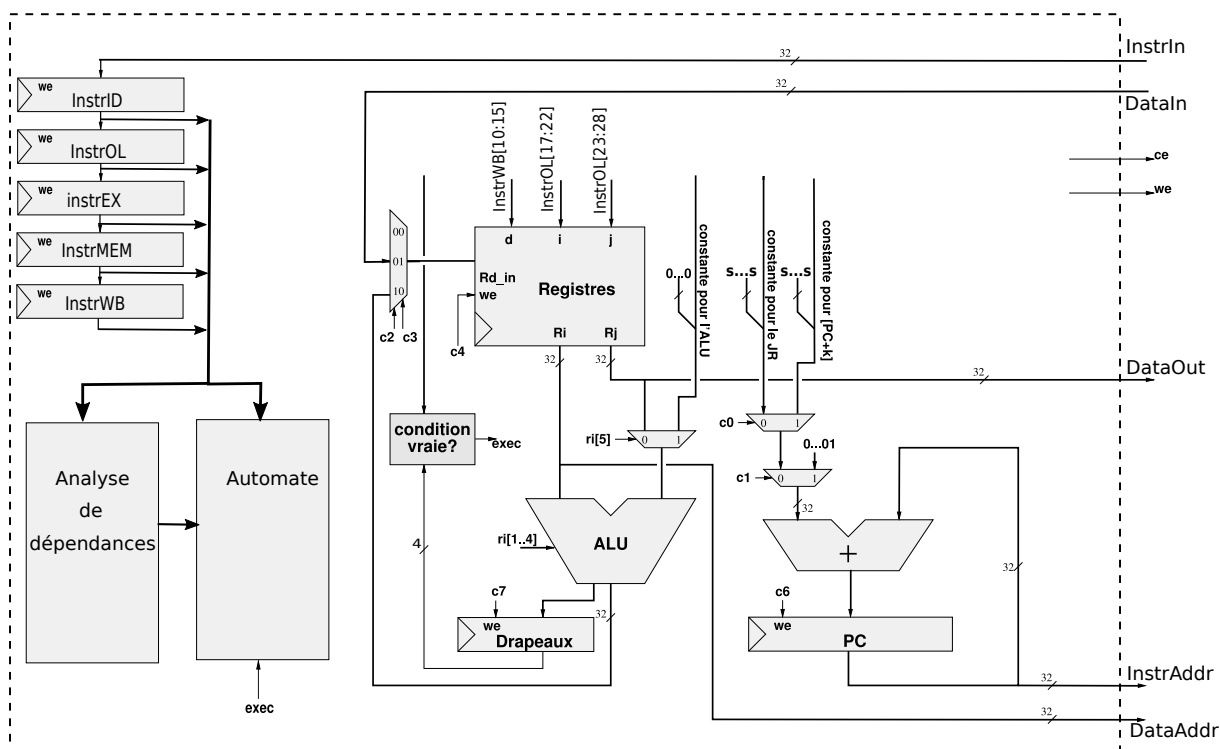 InstrIn
32
we
InstrID
DataIn
32
we
InstrOL
we
instrEX
we
InstrMEM
we
InstrWB
InstrWB[10:15]
InstrOL[17:22]
InstrOL[23:28]
ce
we
00
01
10
c2
c3
d
i
j
Rd_in
we
Registres
Ri
Rj
c4
0...0
constante pour l'ALU
s...s
constante pour le JR
s...s
constante pour [PC+k]
32
32
32
DataOut
condition
vraie?
exec
ri[5]
0
1
c0
0
1
0...01
c1
0
1
32
Analyse
de
dépendances
Automate
exec
4
ri[1..4]
ALU
+
32
c7
we
Drapeaux
32
c6
we
PC
32
InstrAddr
32
DataAddr